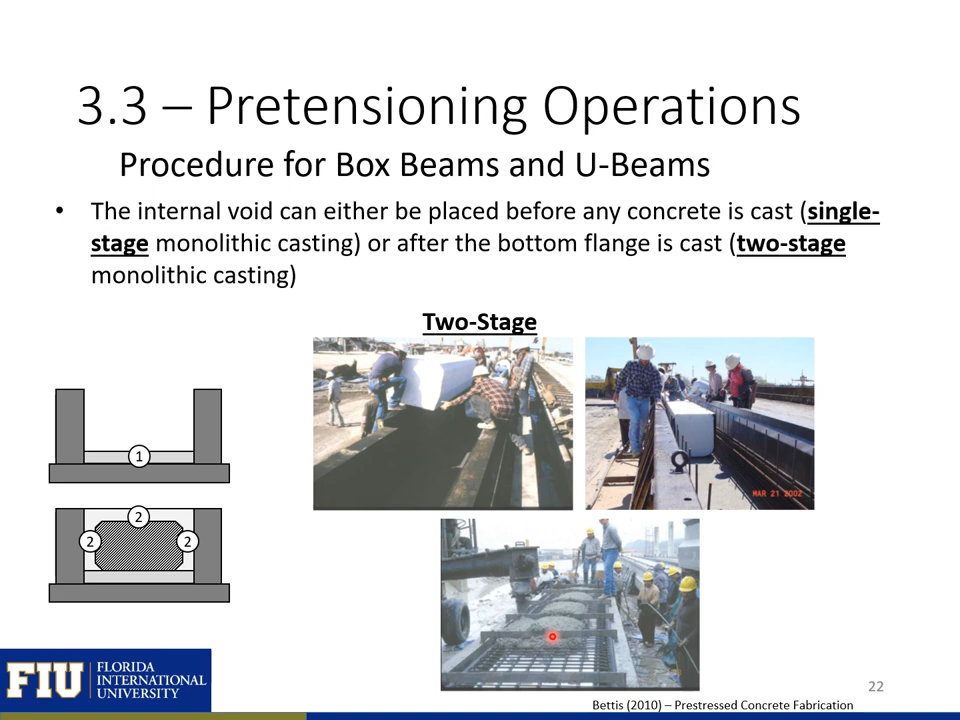 3.3 – Pretensioning Operations
Procedure for Box Beams and U-Beams
• The internal void can either be placed before any concrete is cast (single-
stage monolithic casting) or after the bottom flange is cast (two-stage
monolithic casting)
Two-Stage
1
2
2
2
MAR 21 2002
FIU
FLORIDA
INTERNATIONAL
UNIVERSITY
22
Bettis (2010) – Prestressed Concrete Fabrication